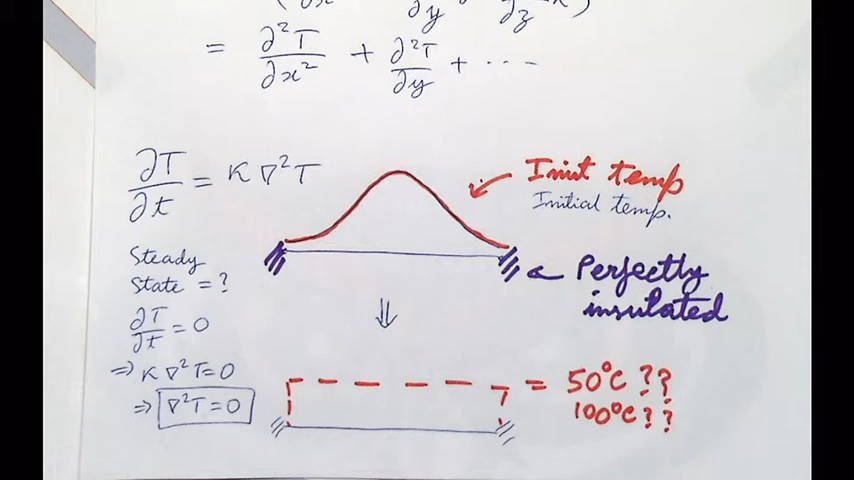 = ∂²T/∂x² + ∂²T/∂y + ---
∂T/∂t = K ∇²T
Init temp
Initial temp.
Steady
State = ?
Perfectly
insulated
∂T/∂t = 0
⇒ K ∇²T = 0
⇒ ∇²T = 0
= 50°C ??
100°C ??